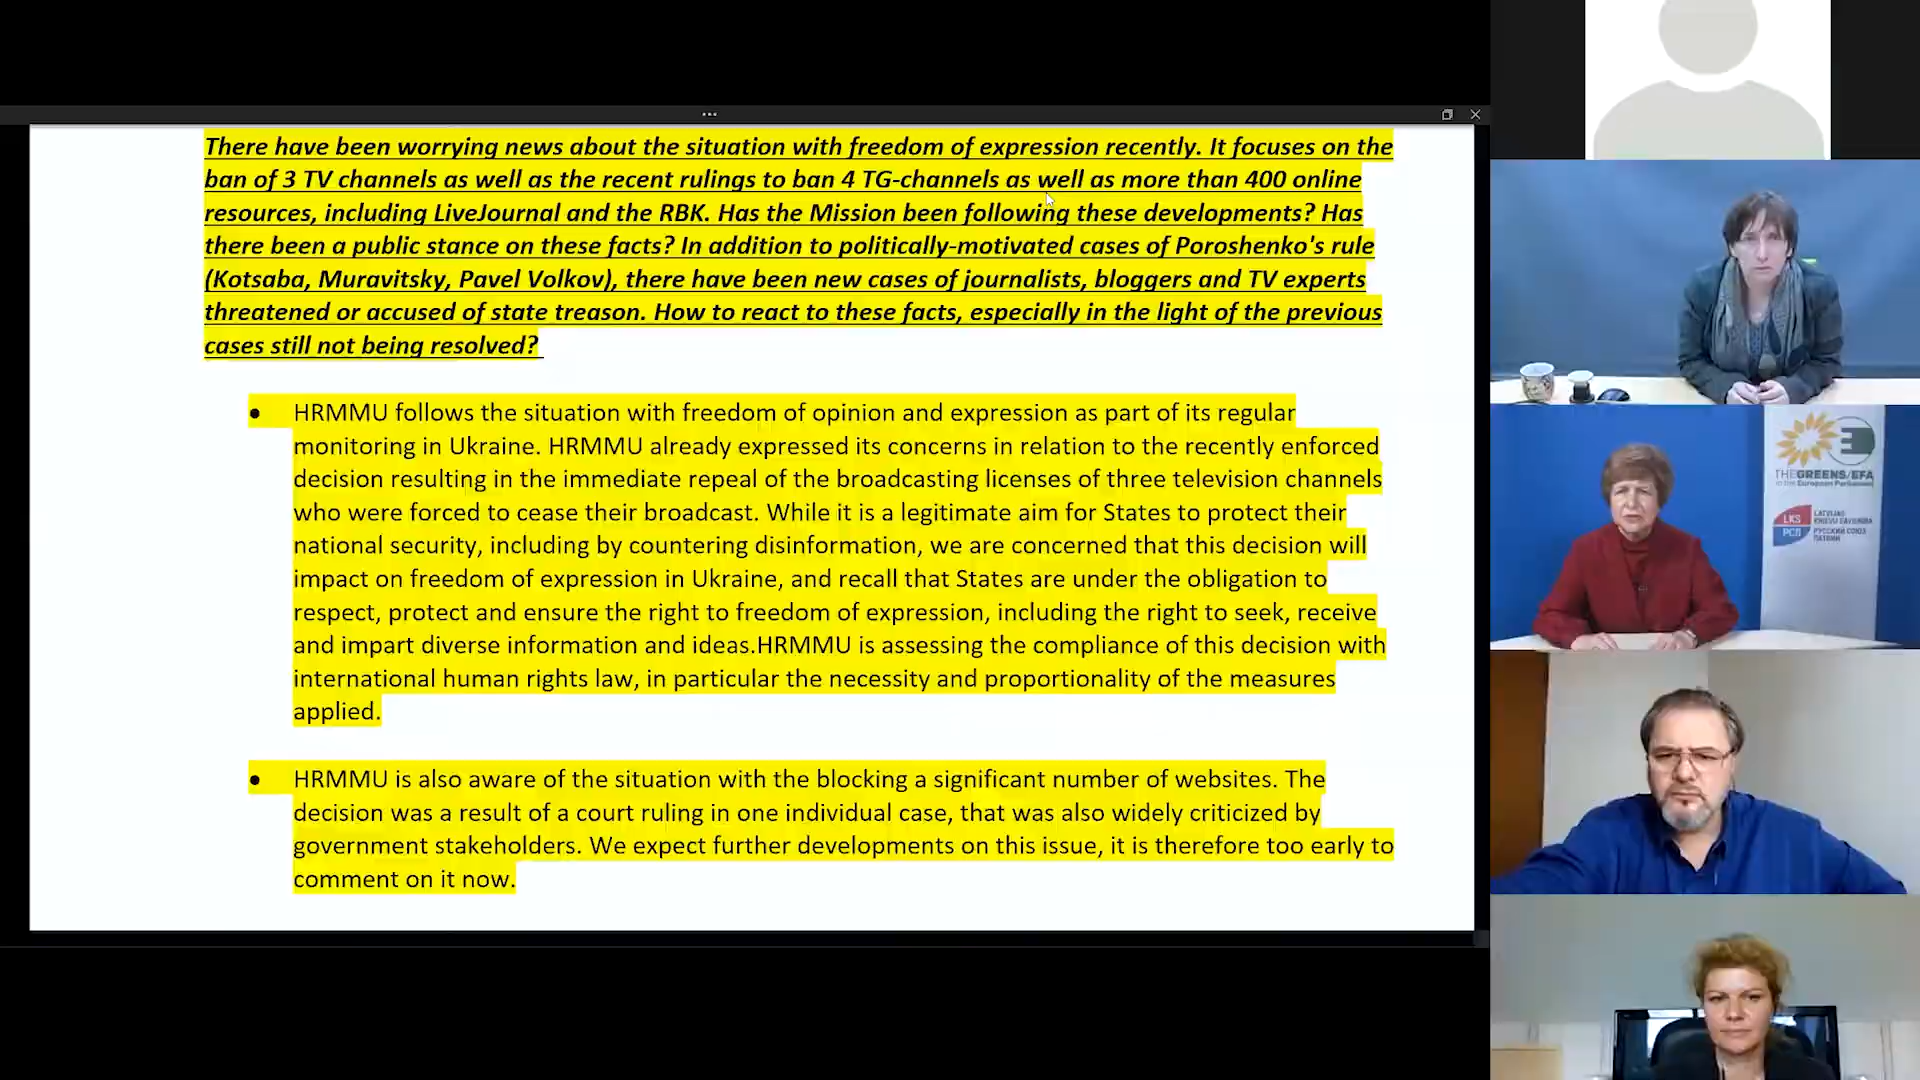 There have been worrying news about the situation with freedom of expression recently. It focuses on the
ban of 3 TV channels as well as the recent rulings to ban 4 TG-channels as well as more than 400 online
resources, including LiveJournal and the RBK. Has the Mission been following these developments? Has
there been a public stance on these facts? In addition to politically-motivated cases of Poroshenko's rule
(Kotsaba, Muravitsky, Pavel Volkov), there have been new cases of journalists, bloggers and TV experts
threatened or accused of state treason. How to react to these facts, especially in the light of the previous
cases still not being resolved?
• HRMMU follows the situation with freedom of opinion and expression as part of its regular
monitoring in Ukraine. HRMMU already expressed its concerns in relation to the recently enforced
decision resulting in the immediate repeal of the broadcasting licenses of three television channels
who were forced to cease their broadcast. While it is a legitimate aim for States to protect their
national security, including by countering disinformation, we are concerned that this decision will
impact on freedom of expression in Ukraine, and recall that States are under the obligation to
respect, protect and ensure the right to freedom of expression, including the right to seek, receive
and impart diverse information and ideas.HRMMU is assessing the compliance of this decision with
international human rights law, in particular the necessity and proportionality of the measures
applied.
• HRMMU is also aware of the situation with the blocking a significant number of websites. The
decision was a result of a court ruling in one individual case, that was also widely criticized by
government stakeholders. We expect further developments on this issue, it is therefore too early to
comment on it now.
THE GREENS/EFA
in the European Parliament
LKS
РСЛ
LATVIJAS
KRIEVU SAVIENĪBA
РУССКИЙ СОЮЗ
ЛАТВИИ